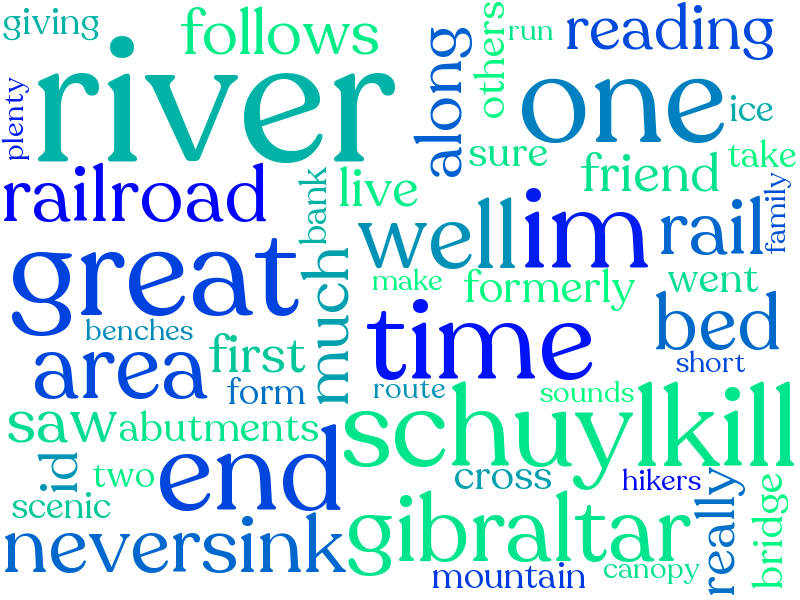 giving
follows
along
others
run
reading
river
one
plenty
ice
sure
friend
take
railroad
bank
live
well
im
rail
family
great
much
make
formerly
went
benches
time
bed
area
first
form
route
short
sounds
saw
abutments
schuylkill
id
two
end
cross
hikers
really
bridge
scenic
neversink
gibraltar
mountain
canopy